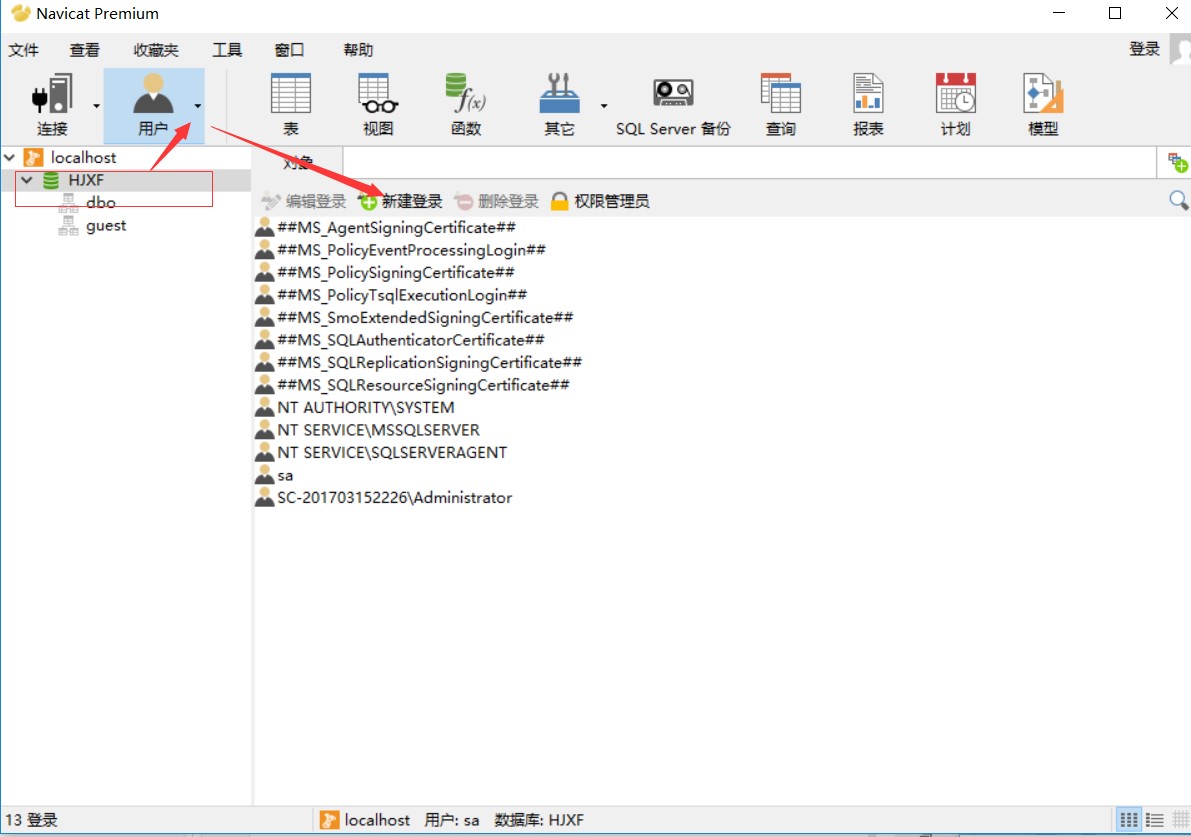 Navicat Premium
文件 查看 收藏夹 工具 窗口 帮助 登录
连接 用户 表 视图 f(x) 函数 其它 SQL Server 备份 查询 报表 计划 模型
localhost
HJXF
dbo
guest
对象
编辑登录 新建登录 删除登录 权限管理员
##MS_AgentSigningCertificate##
##MS_PolicyEventProcessingLogin##
##MS_PolicySigningCertificate##
##MS_PolicyTsqlExecutionLogin##
##MS_SmoExtendedSigningCertificate##
##MS_SQLAuthenticatorCertificate##
##MS_SQLReplicationSigningCertificate##
##MS_SQLResourceSigningCertificate##
NT AUTHORITY\SYSTEM
NT SERVICE\MSSQLSERVER
NT SERVICE\SQLSERVERAGENT
sa
SC-201703152226\Administrator
13 登录 localhost 用户: sa 数据库: HJXF